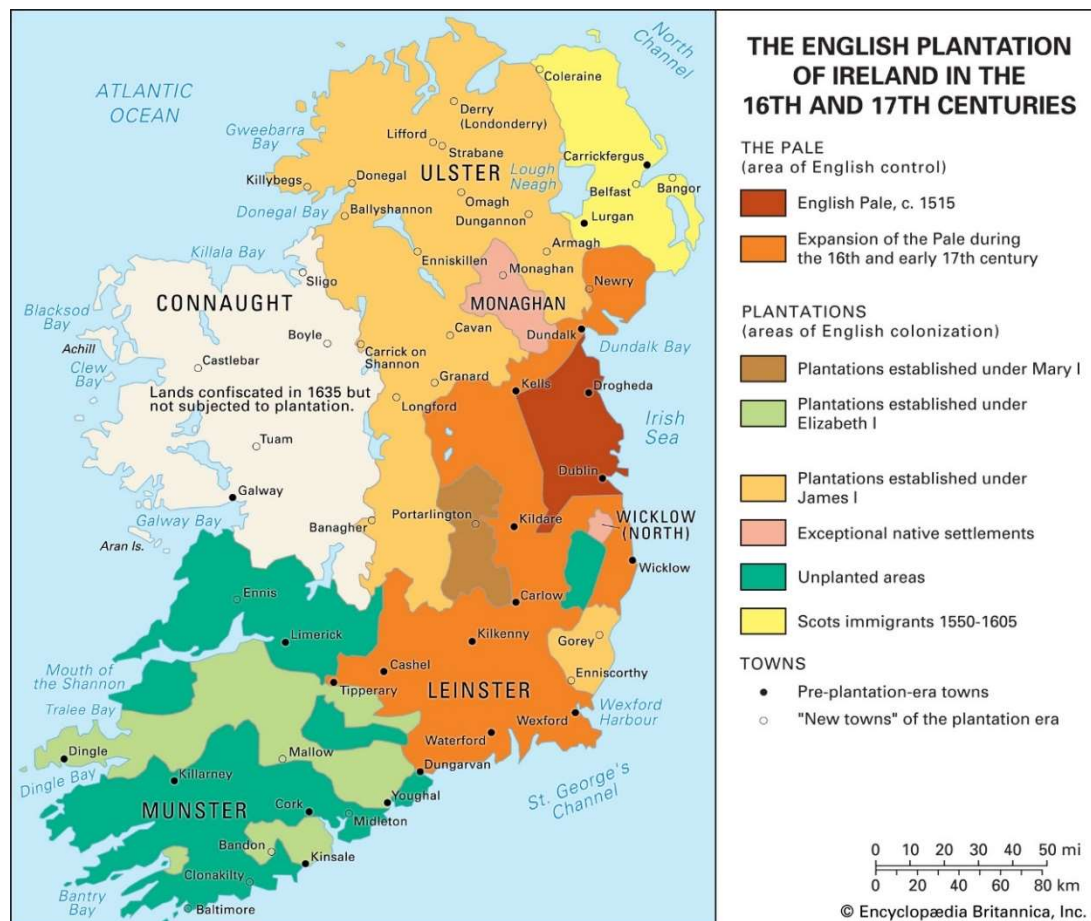 North
Channel
Coleraine
ATLANTIC
OCEAN
Derry
(Londonderry)
Gweebarra
Bay
Lifford
Strabane
Carrickfergus
ULSTER
Lough
Neagh
Killybegs
Donegal
Belfast
Bangor
Omagh
Donegal Bay
Ballyshannon
Dungannon
Lurgan
Killala Bay
Armagh
Enniskillen
Monaghan
Sligo
Newry
CONNAUGHT
MONAGHAN
Blacksod
Bay
Boyle
Cavan
Dundalk
Achill
Carrick on
Shannon
Dundalk Bay
Clew
Bay
Castlebar
Granard
Kells
Drogheda
Lands confiscated in 1635 but
not subjected to plantation.
Longford
Irish
Sea
Tuam
Dublin
Galway
Portarlington
Kildare
WICKLOW
(NORTH)
Galway Bay
Banagher
Aran Is.
Wicklow
Ennis
Carlow
Limerick
Kilkenny
Gorey
Mouth of
the Shannon
Cashel
Enniscorthy
Tipperary
LEINSTER
Tralee Bay
Wexford
Wexford
Harbour
Waterford
Dingle
Mallow
Dingle Bay
Killarney
Dungarvan
St. George's
Channel
MUNSTER
Cork
Youghal
Midleton
Bandon
Kinsale
Clonakilty
Bantry
Bay
Baltimore
THE ENGLISH PLANTATION
OF IRELAND IN THE
16TH AND 17TH CENTURIES
THE PALE
(area of English control)
English Pale, c. 1515
Expansion of the Pale during
the 16th and early 17th century
PLANTATIONS
(areas of English colonization)
Plantations established under Mary I
Plantations established under
Elizabeth I
Plantations established under
James I
Exceptional native settlements
Unplanted areas
Scots immigrants 1550-1605
TOWNS
Pre-plantation-era towns
"New towns" of the plantation era
0 10 20 30 40 50 mi
0 20 40 60 80 km
© Encyclopædia Britannica, Inc.